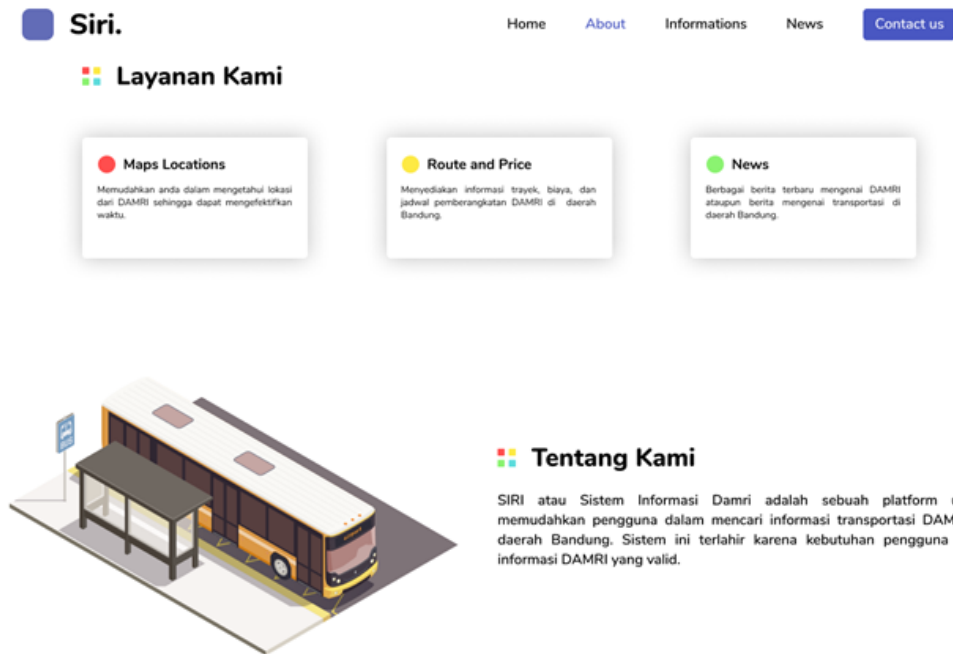 Siri.
Home About Informations News Contact us
Layanan Kami
Maps Locations
Memudahkan anda dalam mengetahui lokasi
dari DAMRI sehingga dapat mengefektifkan
waktu.
Route and Price
Menyediakan informasi trayek, biaya, dan
jadwal pemberangkatan DAMRI di daerah
Bandung.
News
Berbagai berita terbaru mengenai DAMRI
ataupun berita mengenai transportasi di
daerah Bandung.
Tentang Kami
SIRI atau Sistem Informasi Damri adalah sebuah platform
memudahkan pengguna dalam mencari informasi transportasi DAM
daerah Bandung. Sistem ini terlahir karena kebutuhan pengguna
informasi DAMRI yang valid.